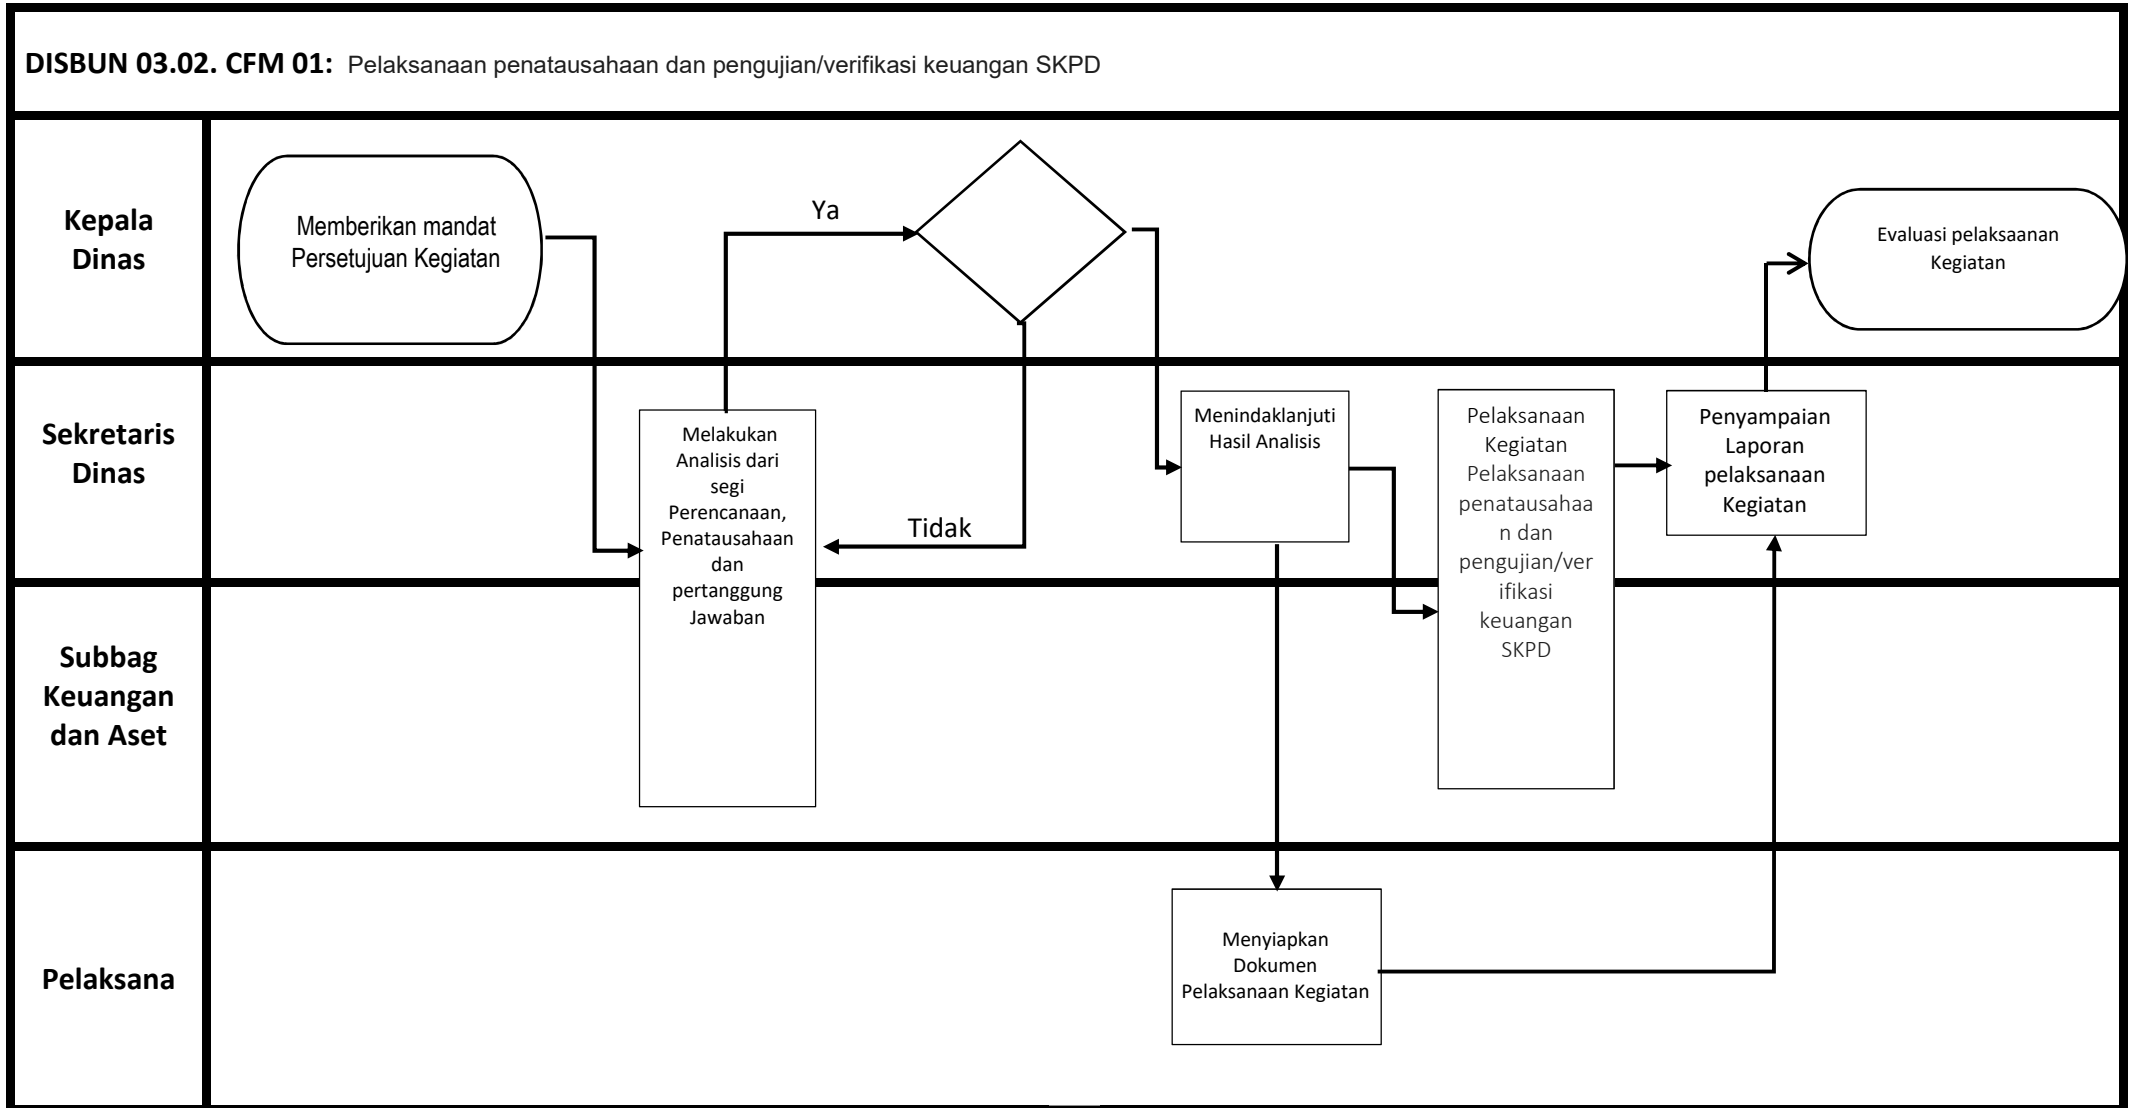 DISBUN 03.02. CFM 01: Pelaksanaan penatausahaan dan pengujian/verifikasi keuangan SKPD
Kepala
Dinas
Memberikan mandat
Persetujuan Kegiatan
Ya
Evaluasi pelaksaanan
Kegiatan
Sekretaris
Dinas
Melakukan
Analisis dari
segi
Perencanaan,
Penatausahaan
dan
pertanggung
Jawaban
Tidak
Menindaklanjuti
Hasil Analisis
Pelaksanaan
Kegiatan
Pelaksanaan
penatausahaa
n dan
pengujian/ver
ifikasi
keuangan
SKPD
Penyampaian
Laporan
pelaksanaan
Kegiatan
Subbag
Keuangan
dan Aset
Pelaksana
Menyiapkan
Dokumen
Pelaksanaan Kegiatan